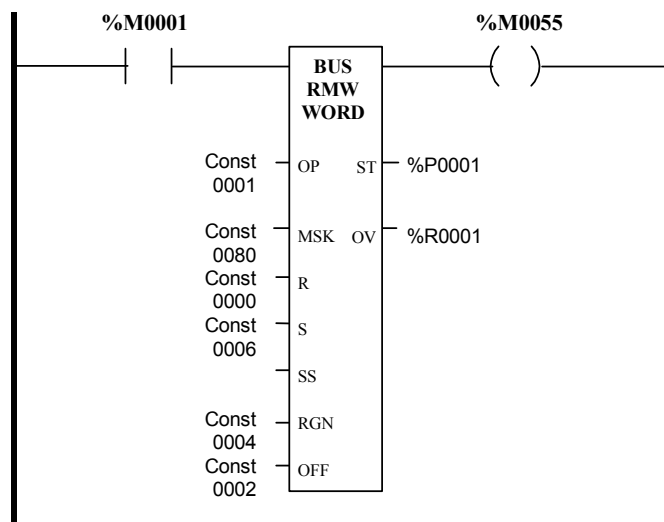 %M0001 %M0055
BUS
RMW
WORD
Const OP ST %P0001
0001
Const MSK OV %R0001
0080
Const R
0000
Const S
0006
SS
Const RGN
0004
Const OFF
0002